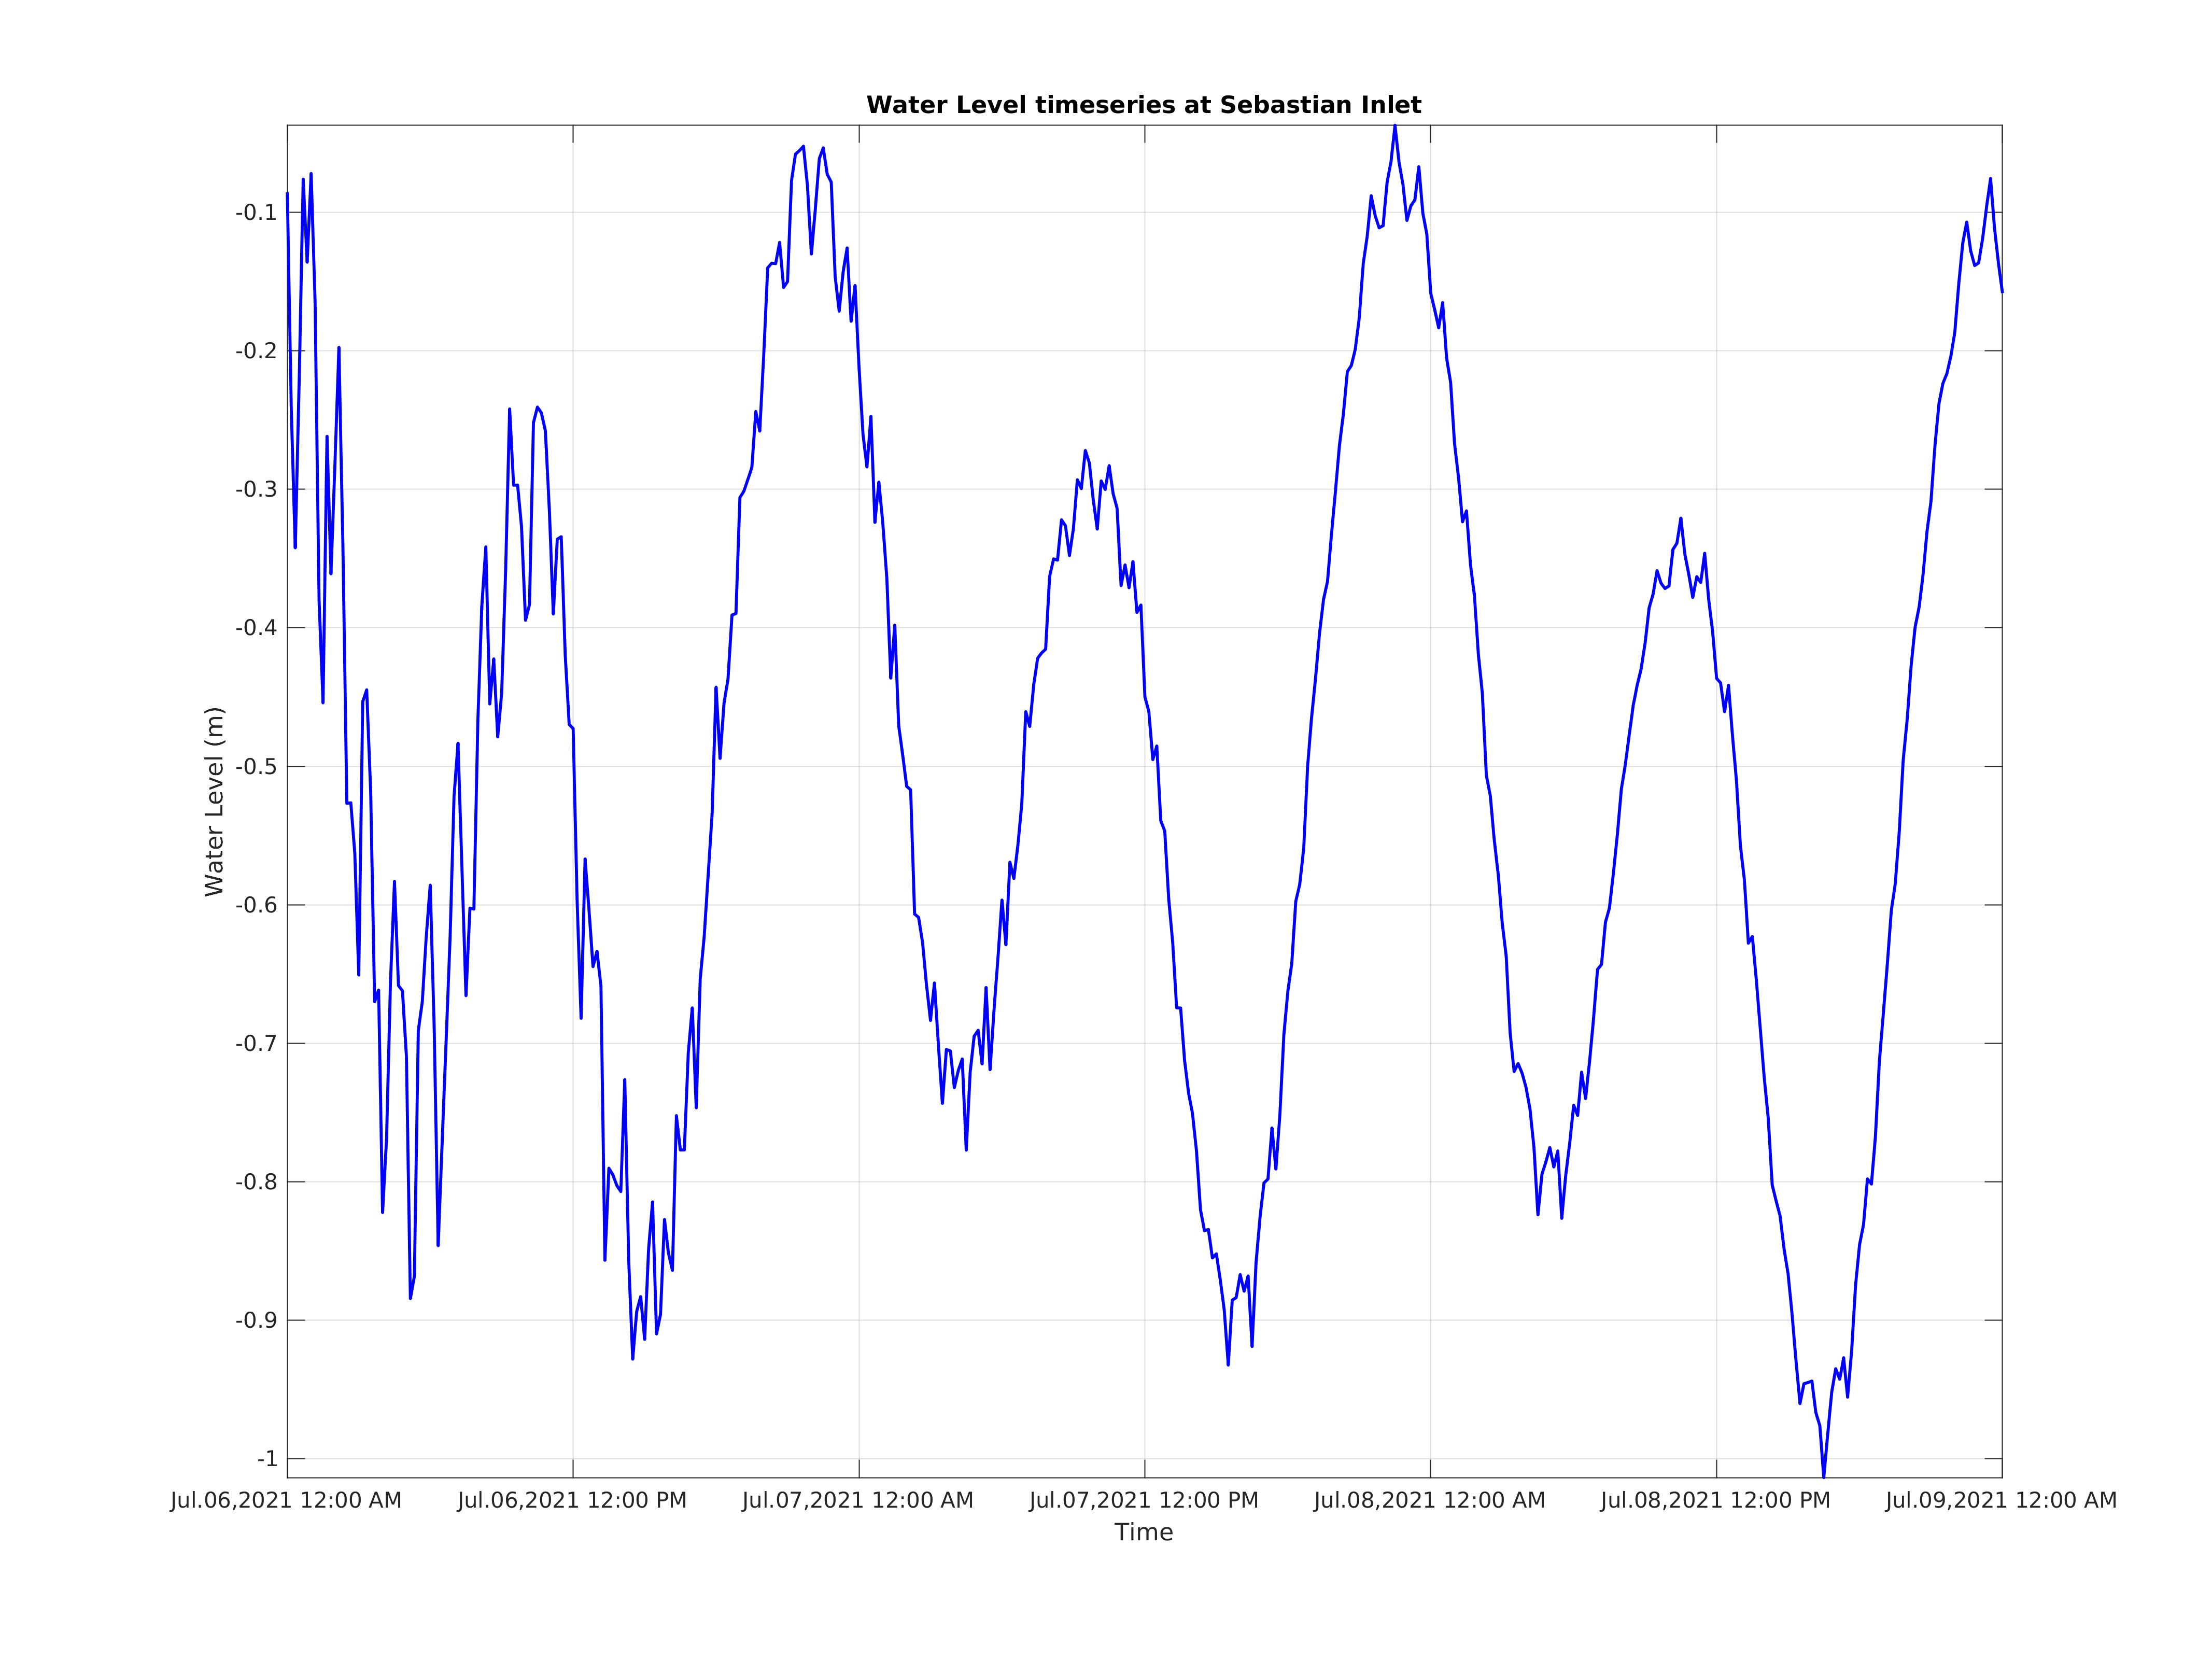 Water Level timeseries at Sebastian Inlet
-0.1
-0.2
-0.3
-0.4
-0.5
-0.6
-0.7
-0.8
-0.9
-1
Water Level (m)
Jul.06,2021 12:00 AM
Jul.06,2021 12:00 PM
Jul.07,2021 12:00 AM
Jul.07,2021 12:00 PM
Jul.08,2021 12:00 AM
Jul.08,2021 12:00 PM
Jul.09,2021 12:00 AM
Time